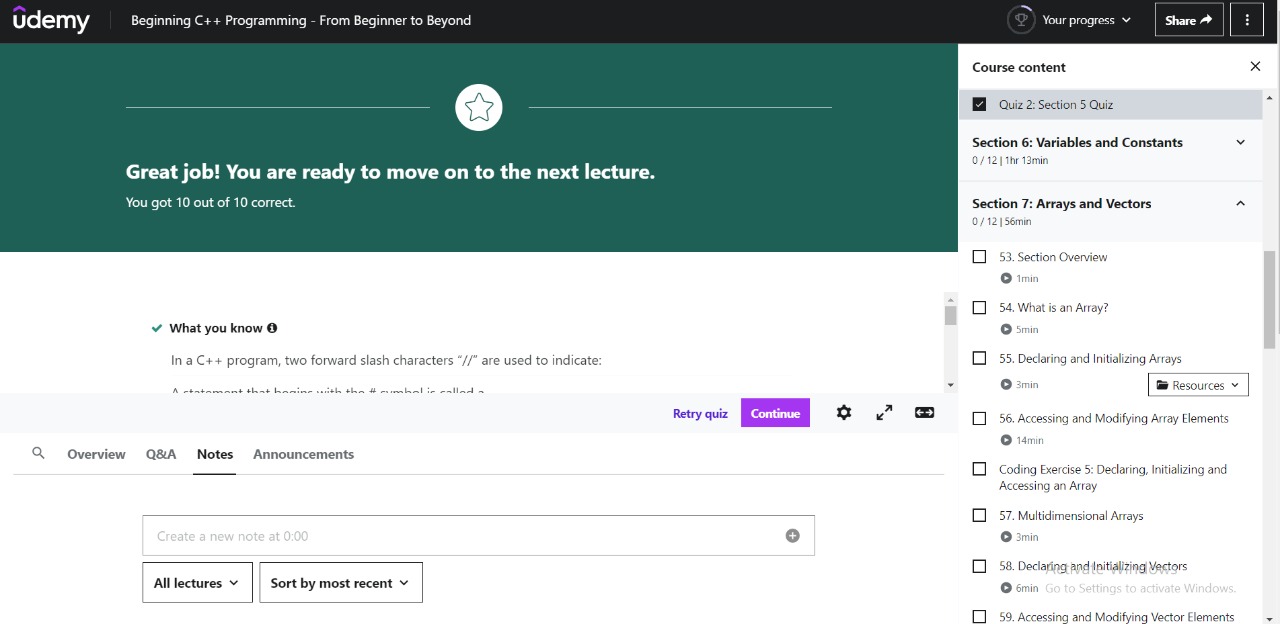 udemy
Beginning C++ Programming - From Beginner to Beyond
Your progress
Share
Great job! You are ready to move on to the next lecture.
You got 10 out of 10 correct.
What you know
In a C++ program, two forward slash characters “//” are used to indicate:
A statement that begins with the # symbol is called a
Retry quiz
Continue
Overview
Q&A
Notes
Announcements
Create a new note at 0:00
All lectures
Sort by most recent
Course content
Quiz 2: Section 5 Quiz
Section 6: Variables and Constants
0 / 12 | 1hr 13min
Section 7: Arrays and Vectors
0 / 12 | 56min
53. Section Overview
1min
54. What is an Array?
5min
55. Declaring and Initializing Arrays
3min
Resources
56. Accessing and Modifying Array Elements
14min
Coding Exercise 5: Declaring, Initializing and
Accessing an Array
57. Multidimensional Arrays
3min
58. Declaring and Initializing Vectors
6min
Activate Windows
Go to Settings to activate Windows.
59. Accessing and Modifying Vector Elements